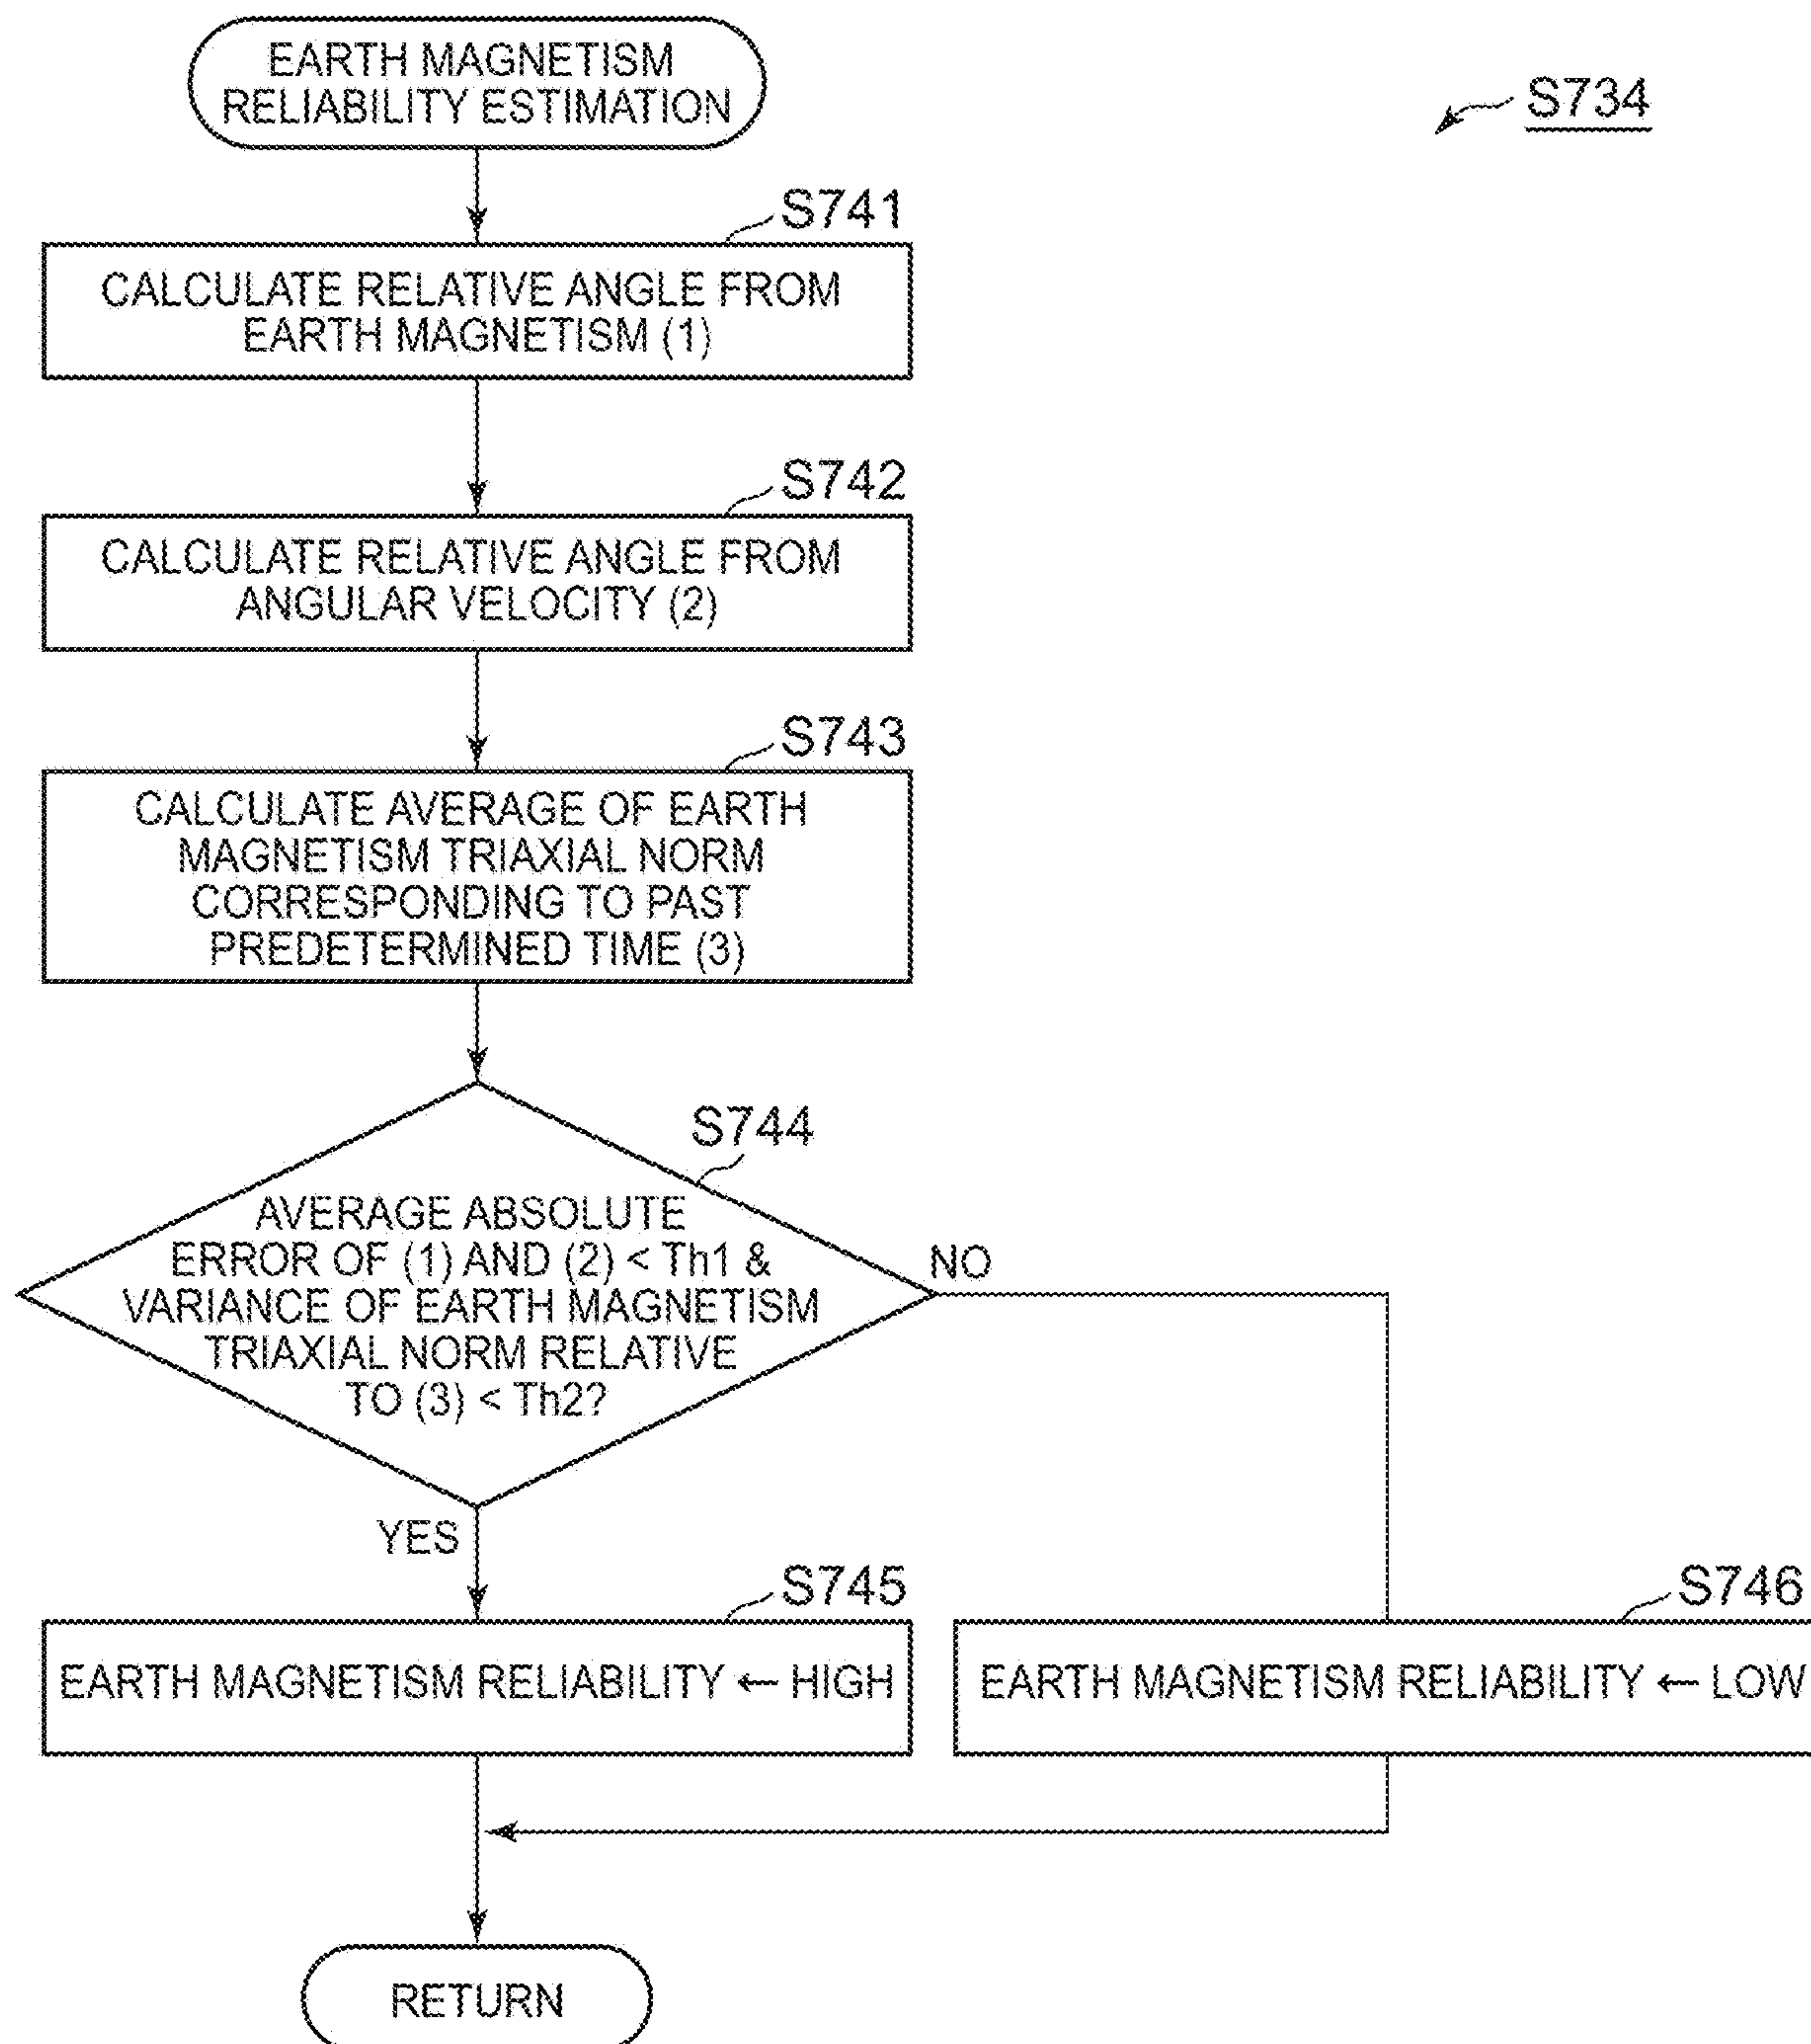 EARTH MAGNETISM
RELIABILITY ESTIMATION
S734
S741
CALCULATE RELATIVE ANGLE FROM
EARTH MAGNETISM (1)
S742
CALCULATE RELATIVE ANGLE FROM
ANGULAR VELOCITY (2)
S743
CALCULATE AVERAGE OF EARTH
MAGNETISM TRIAXIAL NORM
CORRESPONDING TO PAST
PREDETERMINED TIME (3)
S744
AVERAGE ABSOLUTE
ERROR OF (1) AND (2) < Th1 &
VARIANCE OF EARTH MAGNETISM
TRIAXIAL NORM RELATIVE
TO (3) < Th2?
NO
YES
S745
EARTH MAGNETISM RELIABILITY ← HIGH
S746
EARTH MAGNETISM RELIABILITY ← LOW
RETURN